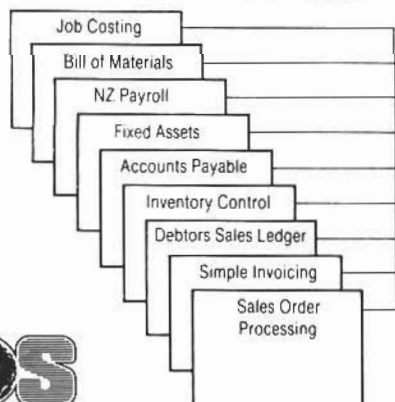 Job Costing
Bill of Materials
NZ Payroll
Fixed Assets
Accounts Payable
Inventory Control
Debtors Sales Ledger
Simple Invoicing
Sales Order
Processing
S